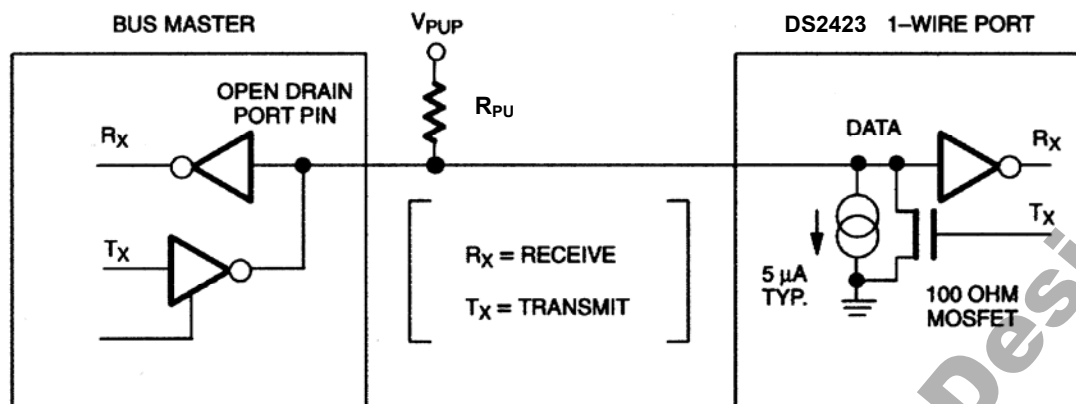 BUS MASTER
VPUP
DS2423 1–WIRE PORT
OPEN DRAIN
PORT PIN
RPU
RX
DATA
RX
TX
TX
RX = RECEIVE
TX = TRANSMIT
5 µA
TYP.
100 OHM
MOSFET
Desi